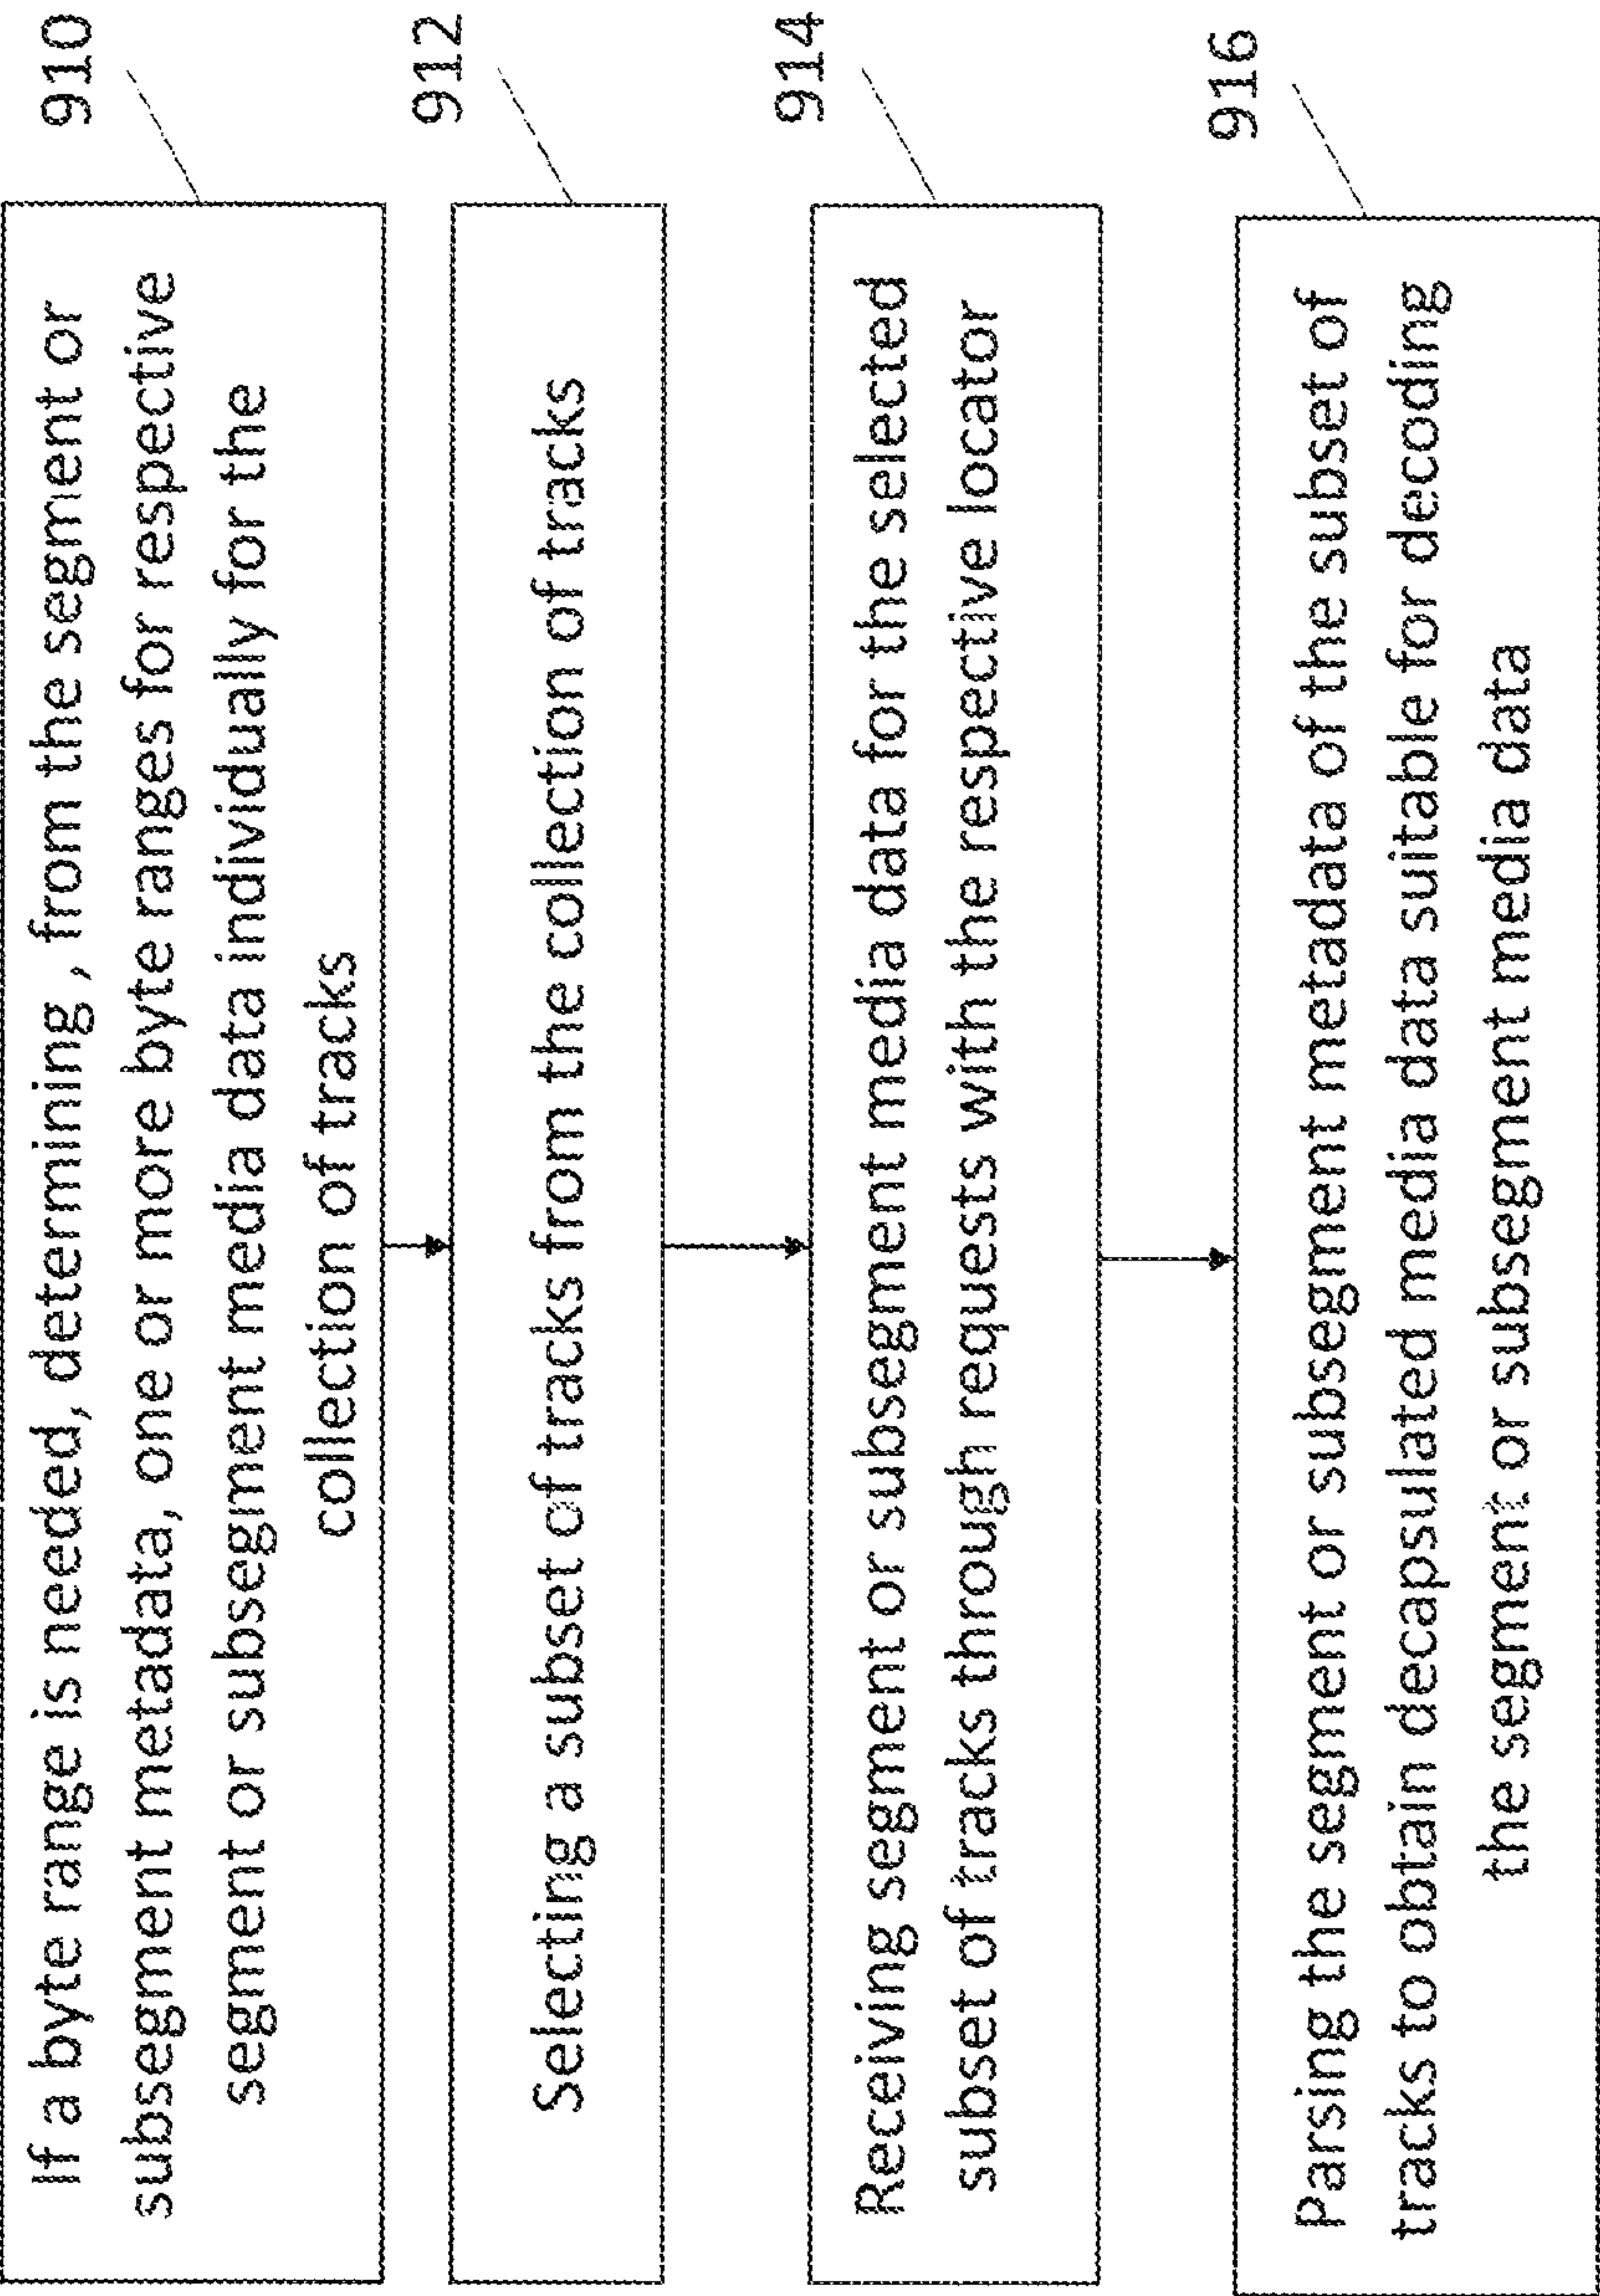 If a byte range is needed, determining , from the segment or
subsegment metadata, one or more byte ranges for respective
segment or subsegment media data individually for the
collection of tracks
910
Selecting a subset of tracks from the collection of tracks
912
Receiving segment or subsegment media data for the selected
subset of tracks through requests with the respective locator
914
Parsing the segment or subsegment metadata of the subset of
tracks to obtain decapsulated media data suitable for decoding
the segment or subsegment media data
916